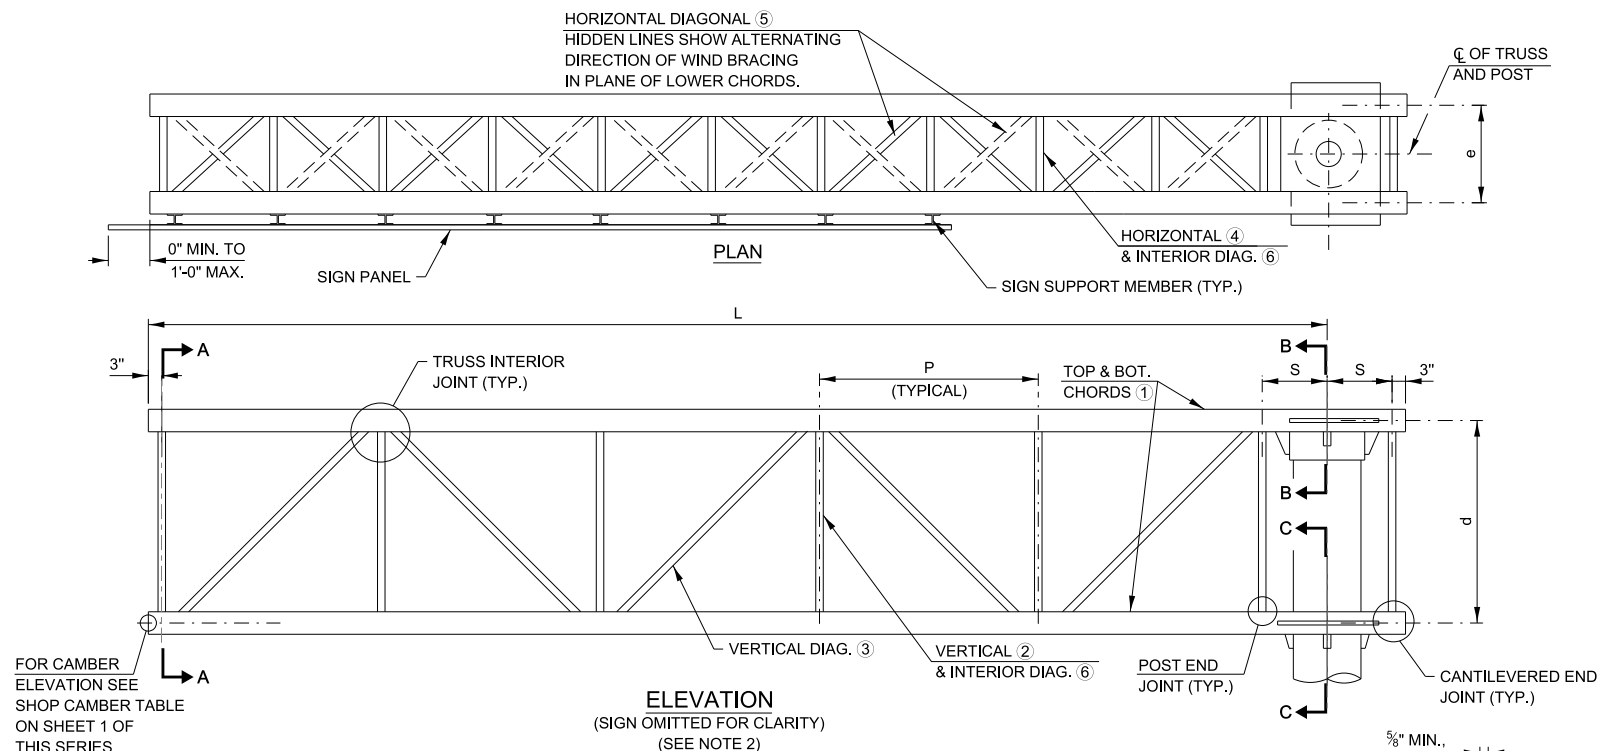 HORIZONTAL DIAGONAL ⑤
HIDDEN LINES SHOW ALTERNATING
DIRECTION OF WIND BRACING
IN PLANE OF LOWER CHORDS.
℄ OF TRUSS
AND POST
e
0" MIN. TO
1'-0" MAX.
SIGN PANEL
PLAN
HORIZONTAL ④
& INTERIOR DIAG. ⑥
SIGN SUPPORT MEMBER (TYP.)
L
3"
A
TRUSS INTERIOR
JOINT (TYP.)
P
(TYPICAL)
TOP & BOT.
CHORDS ①
B
S
S
3"
B
C
d
VERTICAL DIAG. ③
VERTICAL ②
& INTERIOR DIAG. ⑥
POST END
JOINT (TYP.)
CANTILEVERED END
JOINT (TYP.)
A
C
FOR CAMBER
ELEVATION SEE
SHOP CAMBER TABLE
ON SHEET 1 OF
THIS SERIES
ELEVATION
(SIGN OMITTED FOR CLARITY)
(SEE NOTE 2)
⅝" MIN.,